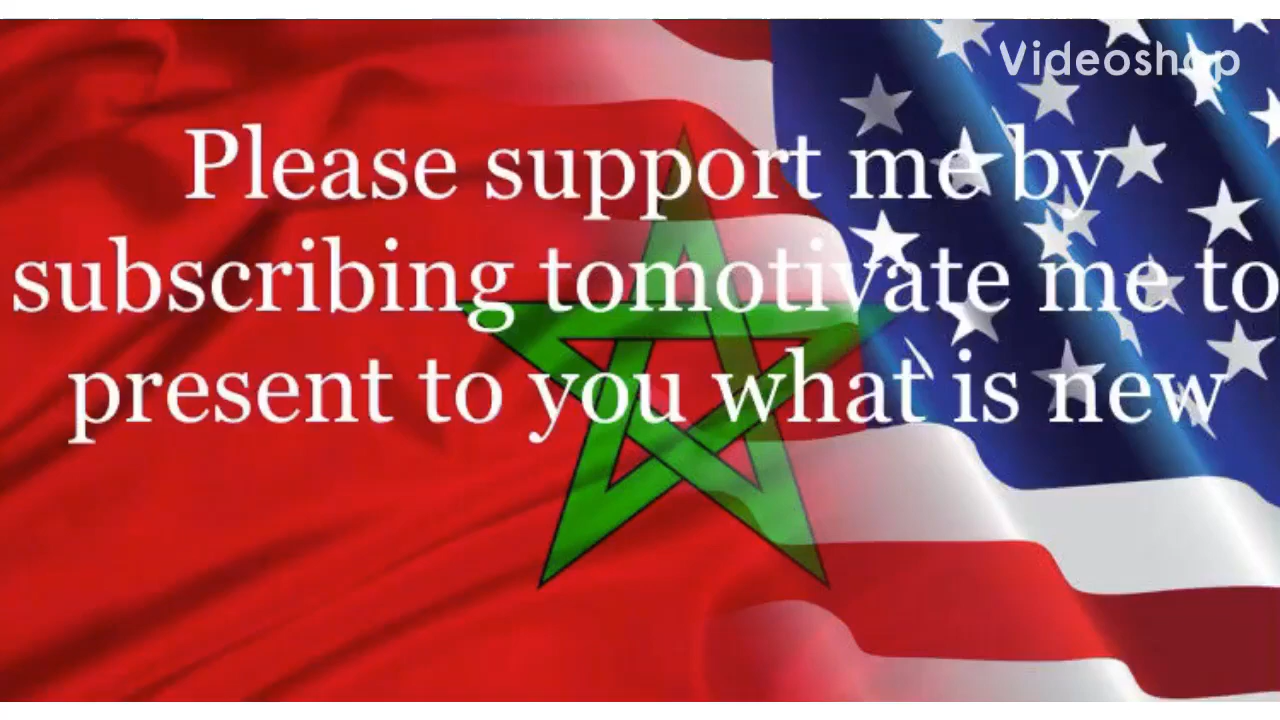 Videoshop
Please support me by
subscribing tomotivate me to
present to you what is new